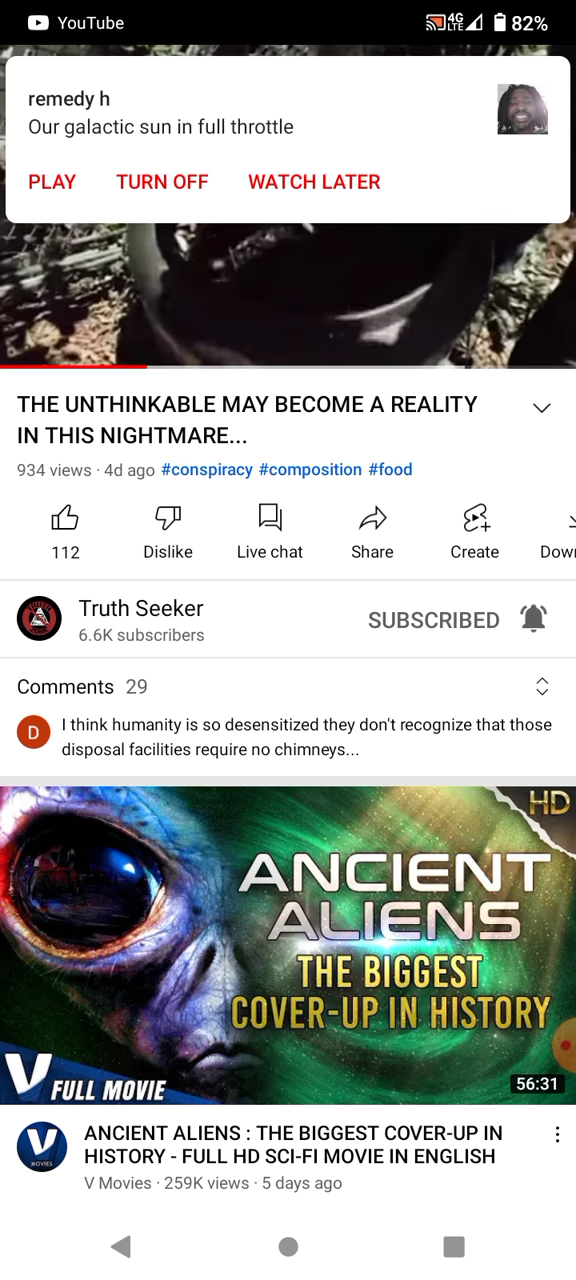 YouTube
4G
LTE
82%
remedy h
Our galactic sun in full throttle
PLAY TURN OFF WATCH LATER
THE UNTHINKABLE MAY BECOME A REALITY
IN THIS NIGHTMARE...
934 views · 4d ago #conspiracy #composition #food
112 Dislike Live chat Share Create Down
Truth Seeker
6.6K subscribers
SUBSCRIBED
Comments 29
D
I think humanity is so desensitized they don't recognize that those
disposal facilities require no chimneys...
HD
ANCIENT
ALIENS
THE BIGGEST
COVER-UP IN HISTORY
V FULL MOVIE
56:31
V
MOVIES
ANCIENT ALIENS : THE BIGGEST COVER-UP IN
HISTORY - FULL HD SCI-FI MOVIE IN ENGLISH
V Movies · 259K views · 5 days ago